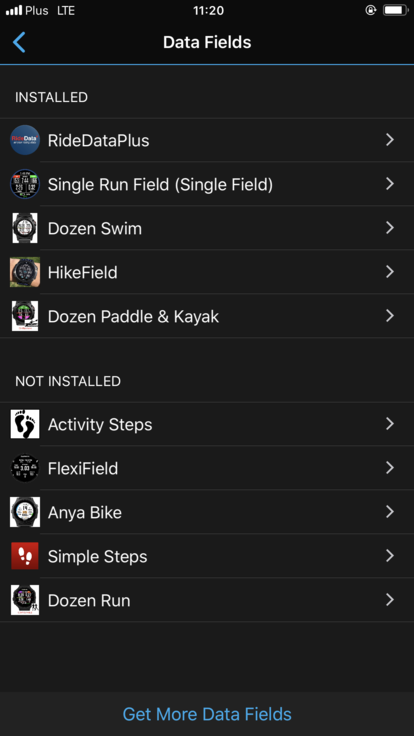 Plus LTE 11:20
Data Fields
INSTALLED
RideDataPlus
Single Run Field (Single Field)
Dozen Swim
HikeField
Dozen Paddle & Kayak
NOT INSTALLED
Activity Steps
FlexiField
Anya Bike
Simple Steps
Dozen Run
Get More Data Fields